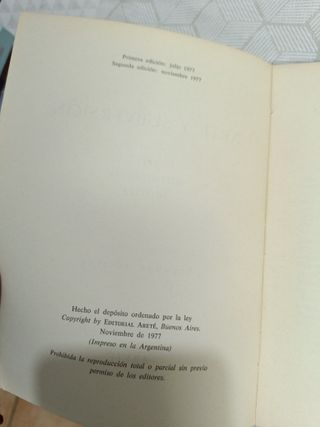 Primera edición: julio 1977
Segunda edición: noviembre 1977
Hecho el depósito ordenado por la ley
Copyright by EDITORIAL ARETÉ, Buenos Aires.
Noviembre de 1977
(Impreso en la Argentina)
Prohibida la reproducción total o parcial sin previo
permiso de los editores.